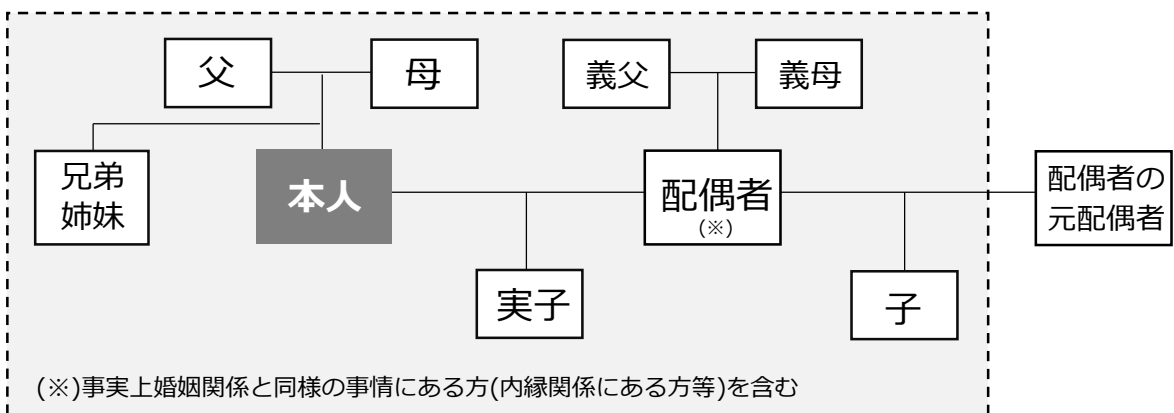 父
母
義父
義母
兄弟
姉妹
本人
配偶者
(※)
配偶者の
元配偶者
実子
子
(※)事実上婚姻関係と同様の事情にある方(内縁関係にある方等)を含む